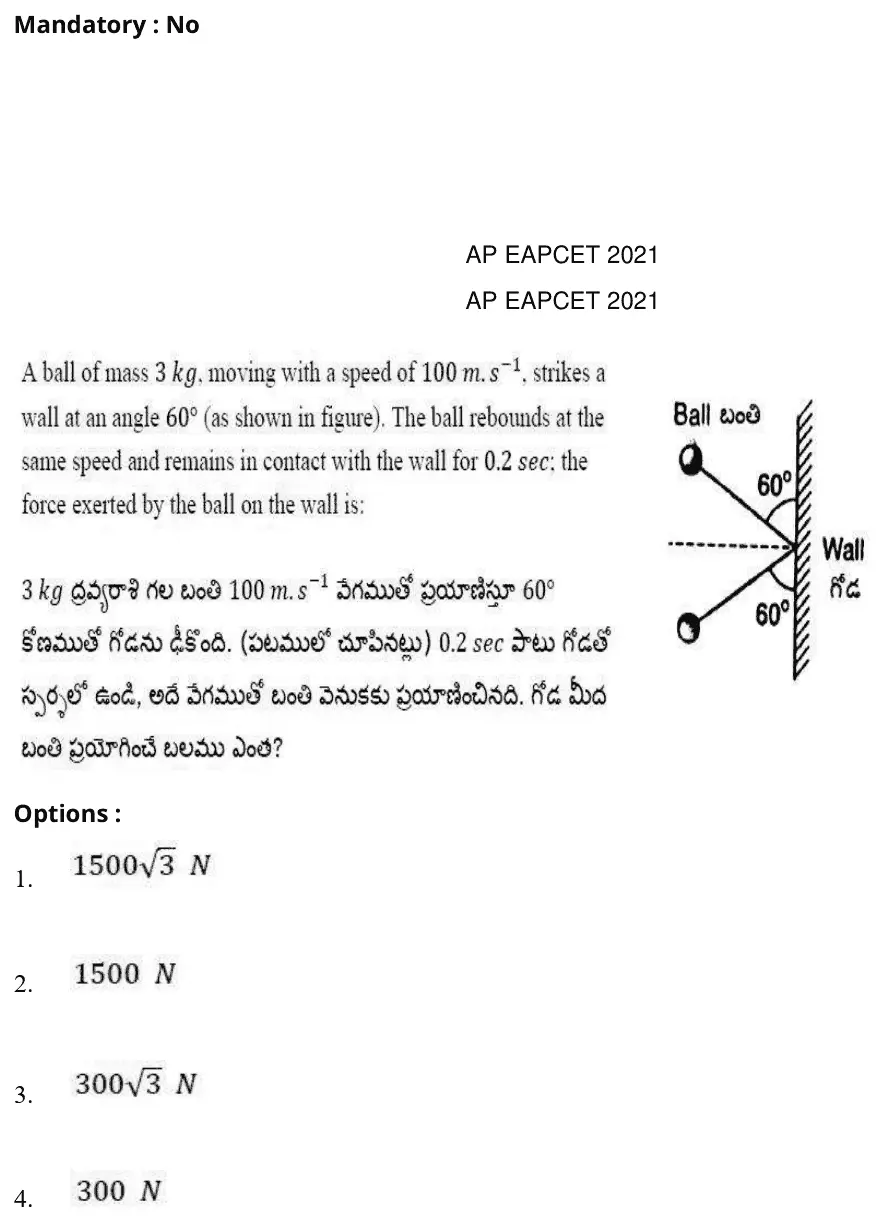 Mandatory : No
AP EAPCET 2021
AP EAPCET 2021
A ball of mass 3 kg, moving with a speed of 100 m.s⁻¹, strikes a
wall at an angle 60° (as shown in figure). The ball rebounds at the
same speed and remains in contact with the wall for 0.2 sec; the
force exerted by the ball on the wall is:
Ball బంతి
60°
Wall
గోడ
60°
3 kg ద్రవ్యరాశి గల బంతి 100 m.s⁻¹ వేగముతో ప్రయాణిస్తూ 60°
కోణముతో గోడను ఢీకొంది. (పటములో చూపినట్లు) 0.2 sec పాటు గోడతో
స్పర్శలో ఉండి, అదే వేగముతో బంతి వెనుకకు ప్రయాణించినది. గోడ మీద
బంతి ప్రయోగించే బలము ఎంత?
Options :
1. 1500√3 N
2. 1500 N
3. 300√3 N
4. 300 N